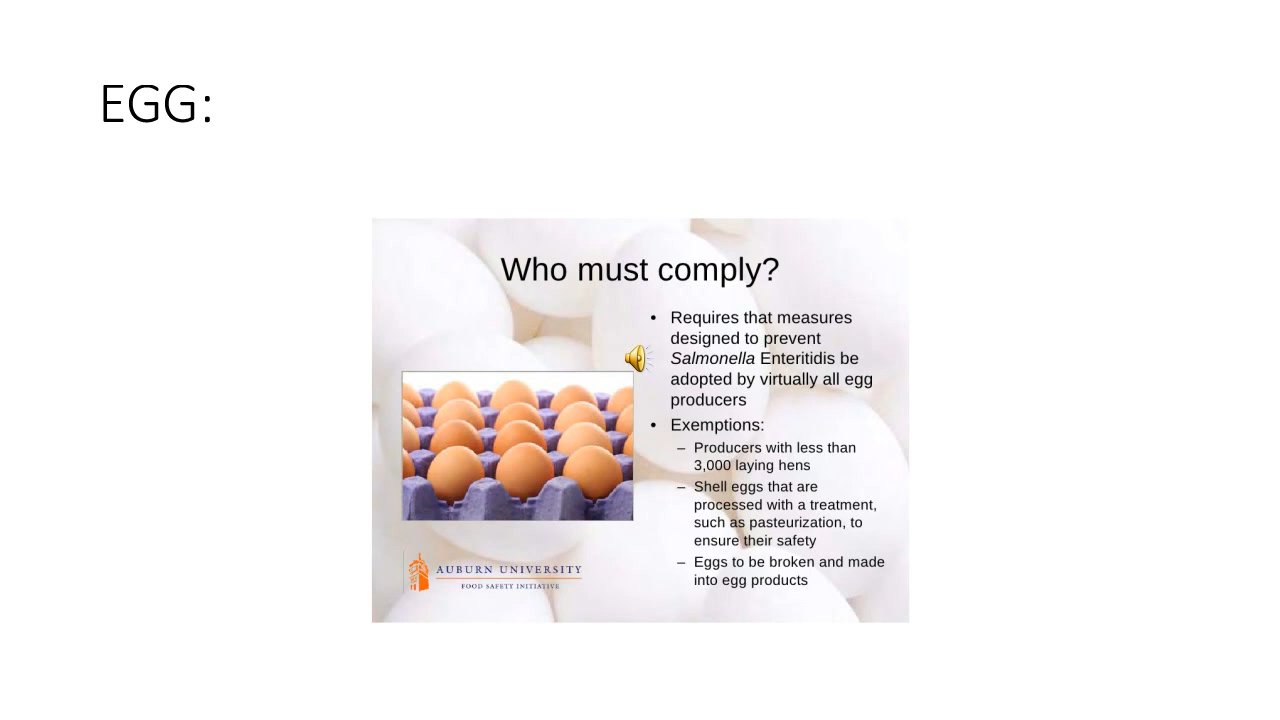 EGG:
Who must comply?
• Requires that measures
designed to prevent
Salmonella Enteritidis be
adopted by virtually all egg
producers
• Exemptions:
– Producers with less than
3,000 laying hens
– Shell eggs that are
processed with a treatment,
such as pasteurization, to
ensure their safety
– Eggs to be broken and made
into egg products
AUBURN UNIVERSITY
FOOD SAFETY INITIATIVE